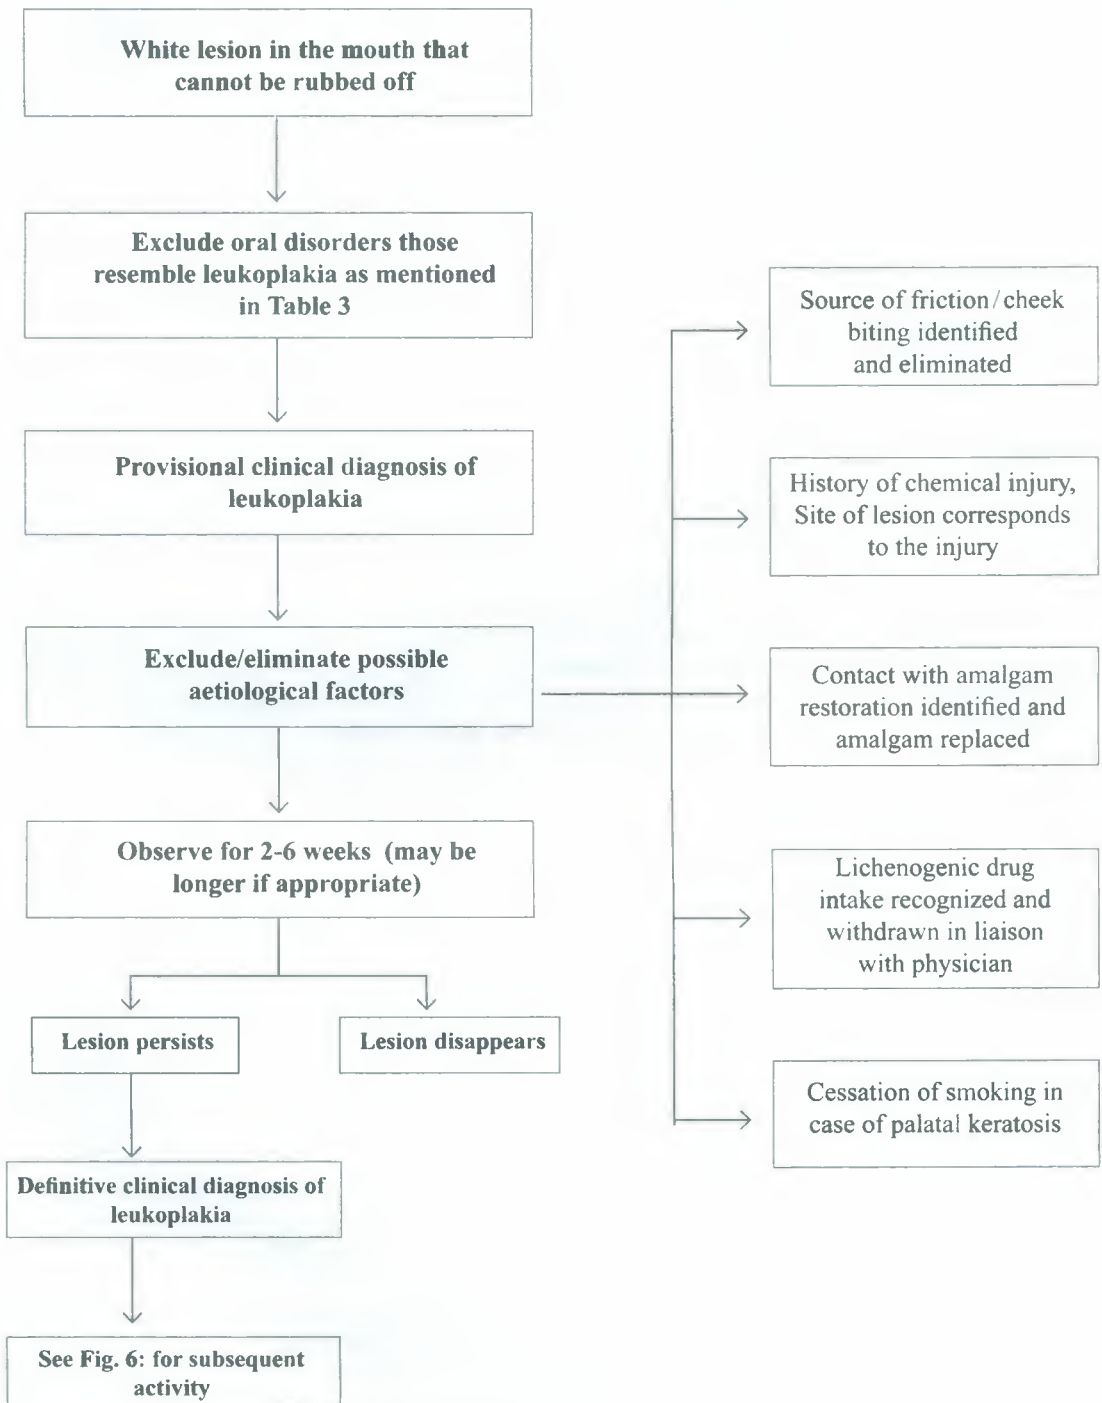 White lesion in the mouth that
cannot be rubbed off
Exclude oral disorders those
resemble leukoplakia as mentioned
in Table 3
Provisional clinical diagnosis of
leukoplakia
Exclude/eliminate possible
aetiological factors
Source of friction/cheek
biting identified
and eliminated
History of chemical injury,
Site of lesion corresponds
to the injury
Contact with amalgam
restoration identified and
amalgam replaced
Lichenogenic drug
intake recognized and
withdrawn in liaison
with physician
Cessation of smoking in
case of palatal keratosis
Observe for 2-6 weeks (may be
longer if appropriate)
Lesion persists
Lesion disappears
Definitive clinical diagnosis of
leukoplakia
See Fig. 6: for subsequent
activity